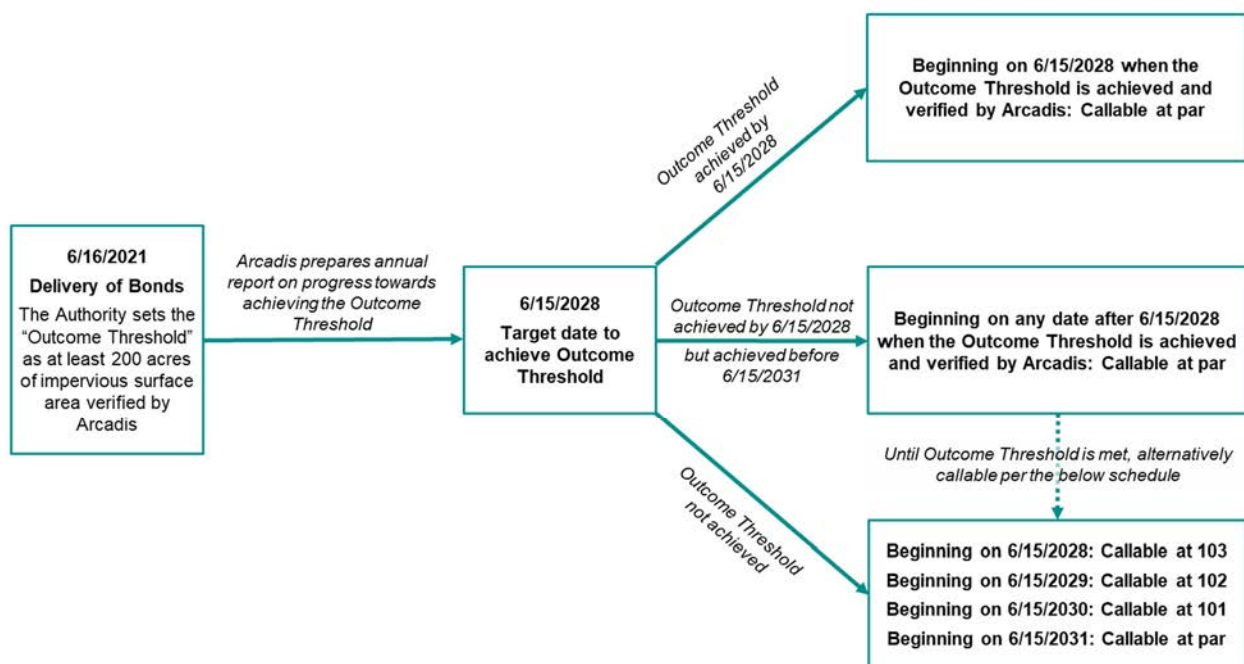 6/16/2021
Delivery of Bonds
The Authority sets the
“Outcome Threshold”
as at least 200 acres
of impervious surface
area verified by
Arcadis
Arcadis prepares annual
report on progress towards
achieving the Outcome
Threshold
6/15/2028
Target date to
achieve Outcome
Threshold
Outcome Threshold
achieved by
6/15/2028
Beginning on 6/15/2028 when the
Outcome Threshold is achieved and
verified by Arcadis: Callable at par
Outcome Threshold not
achieved by 6/15/2028
but achieved before
6/15/2031
Beginning on any date after 6/15/2028
when the Outcome Threshold is achieved
and verified by Arcadis: Callable at par
Until Outcome Threshold is met, alternatively
callable per the below schedule
Outcome Threshold
not achieved
Beginning on 6/15/2028: Callable at 103
Beginning on 6/15/2029: Callable at 102
Beginning on 6/15/2030: Callable at 101
Beginning on 6/15/2031: Callable at par